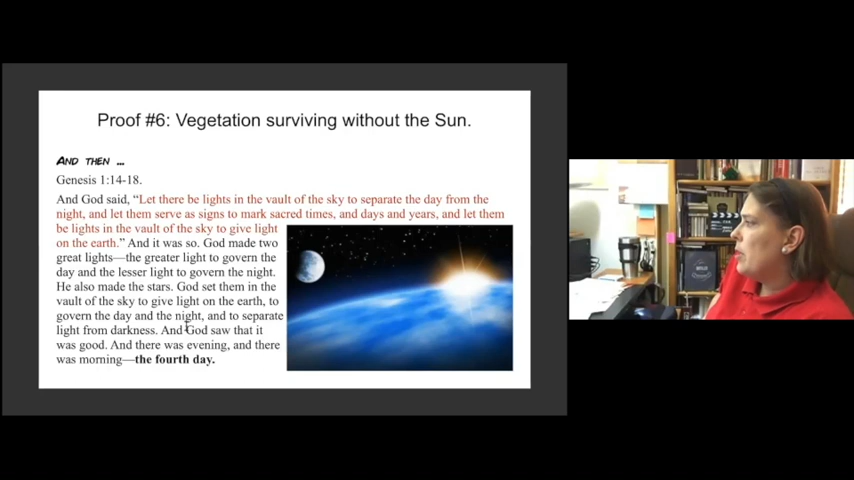 Proof #6: Vegetation surviving without the Sun.
AND THEN ...
Genesis 1:14-18.
And God said, “Let there be lights in the vault of the sky to separate the day from the
night, and let them serve as signs to mark sacred times, and days and years, and let them
be lights in the vault of the sky to give light
on the earth.” And it was so. God made two
great lights—the greater light to govern the
day and the lesser light to govern the night.
He also made the stars. God set them in the
vault of the sky to give light on the earth, to
govern the day and the night, and to separate
light from darkness. And God saw that it
was good. And there was evening, and there
was morning—the fourth day.